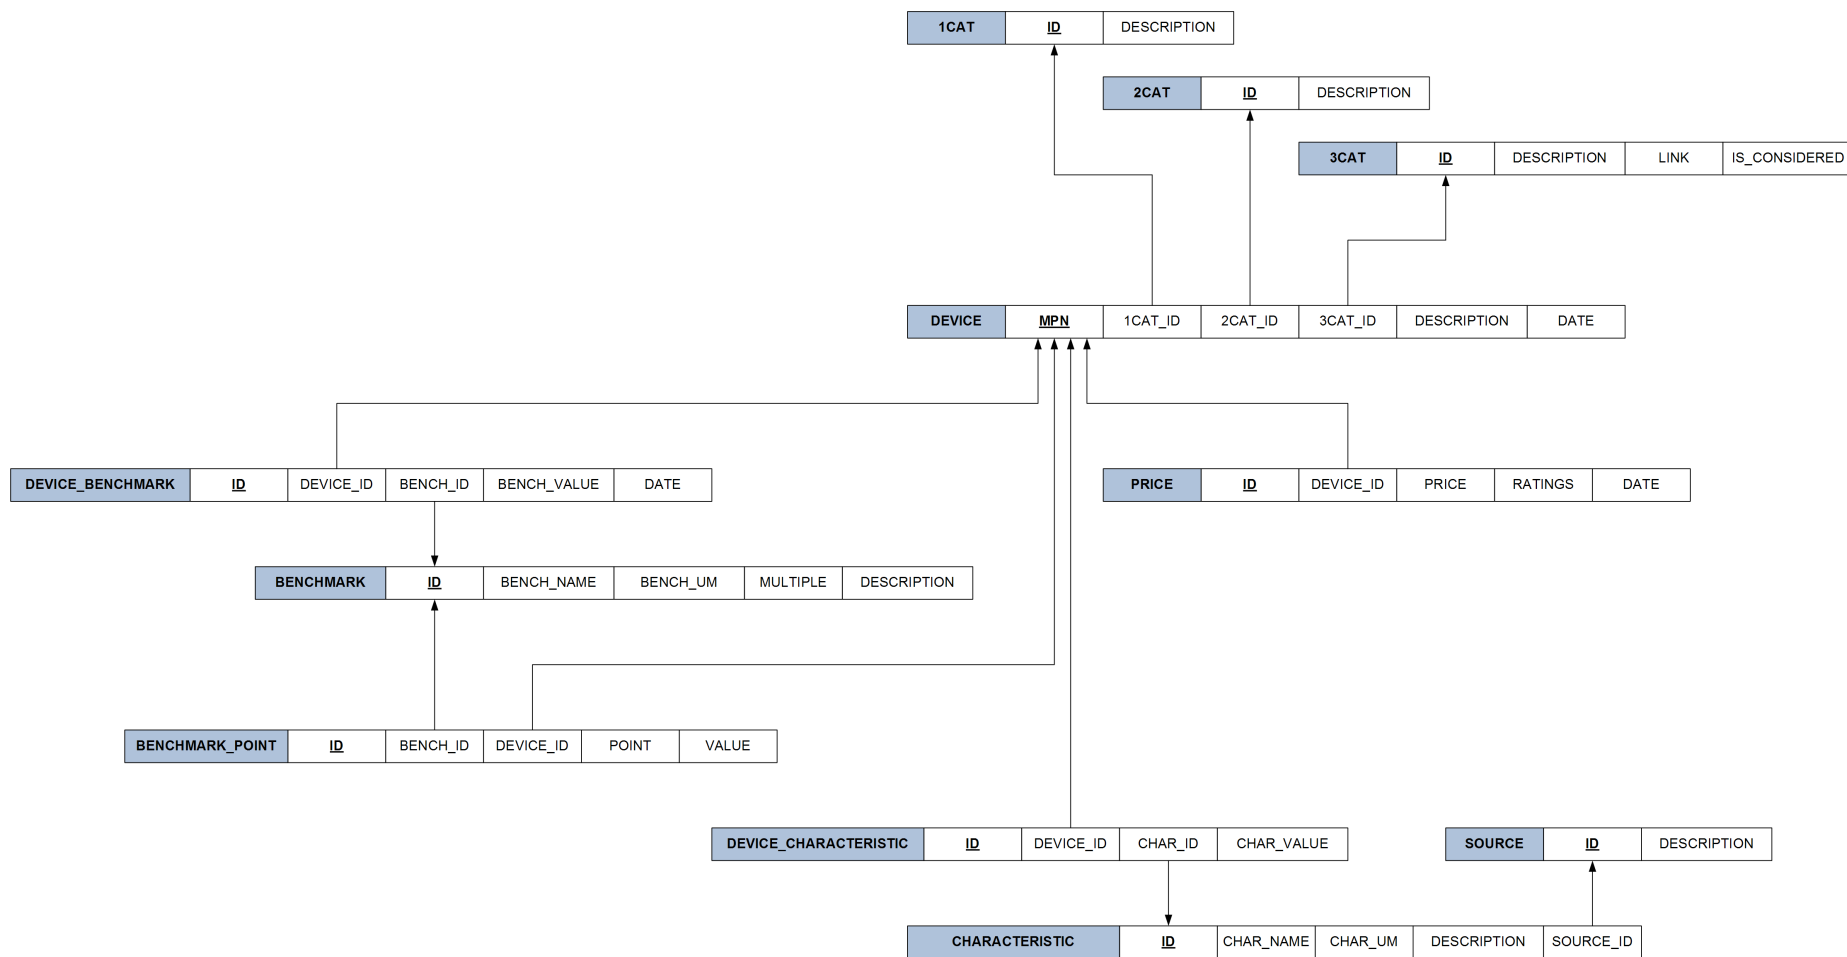 1CAT ID DESCRIPTION
2CAT ID DESCRIPTION
3CAT ID DESCRIPTION LINK IS_CONSIDERED
DEVICE MPN 1CAT_ID 2CAT_ID 3CAT_ID DESCRIPTION DATE
DEVICE_BENCHMARK ID DEVICE_ID BENCH_ID BENCH_VALUE DATE
PRICE ID DEVICE_ID PRICE RATINGS DATE
BENCHMARK ID BENCH_NAME BENCH_UM MULTIPLE DESCRIPTION
BENCHMARK_POINT ID BENCH_ID DEVICE_ID POINT VALUE
DEVICE_CHARACTERISTIC ID DEVICE_ID CHAR_ID CHAR_VALUE
SOURCE ID DESCRIPTION
CHARACTERISTIC ID CHAR_NAME CHAR_UM DESCRIPTION SOURCE_ID